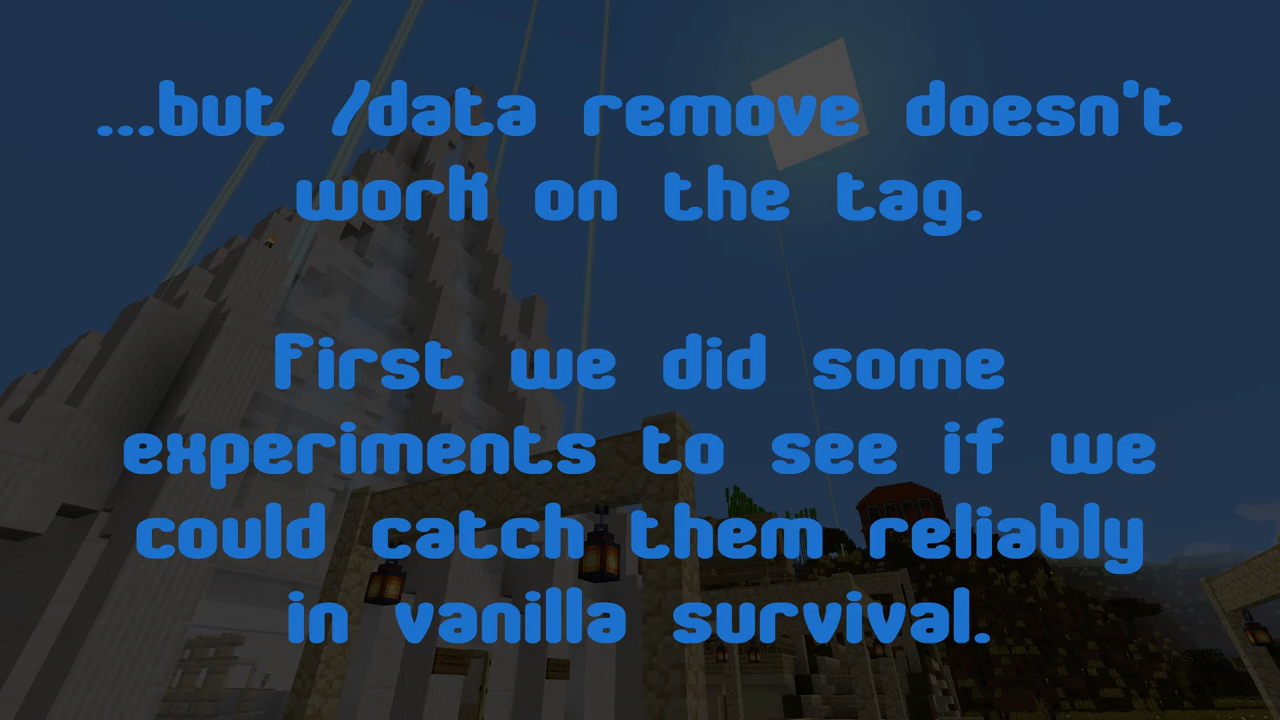 ...but /data remove doesn't
work on the tag.
First we did some
experiments to see if we
could catch them reliably
in vanilla survival.